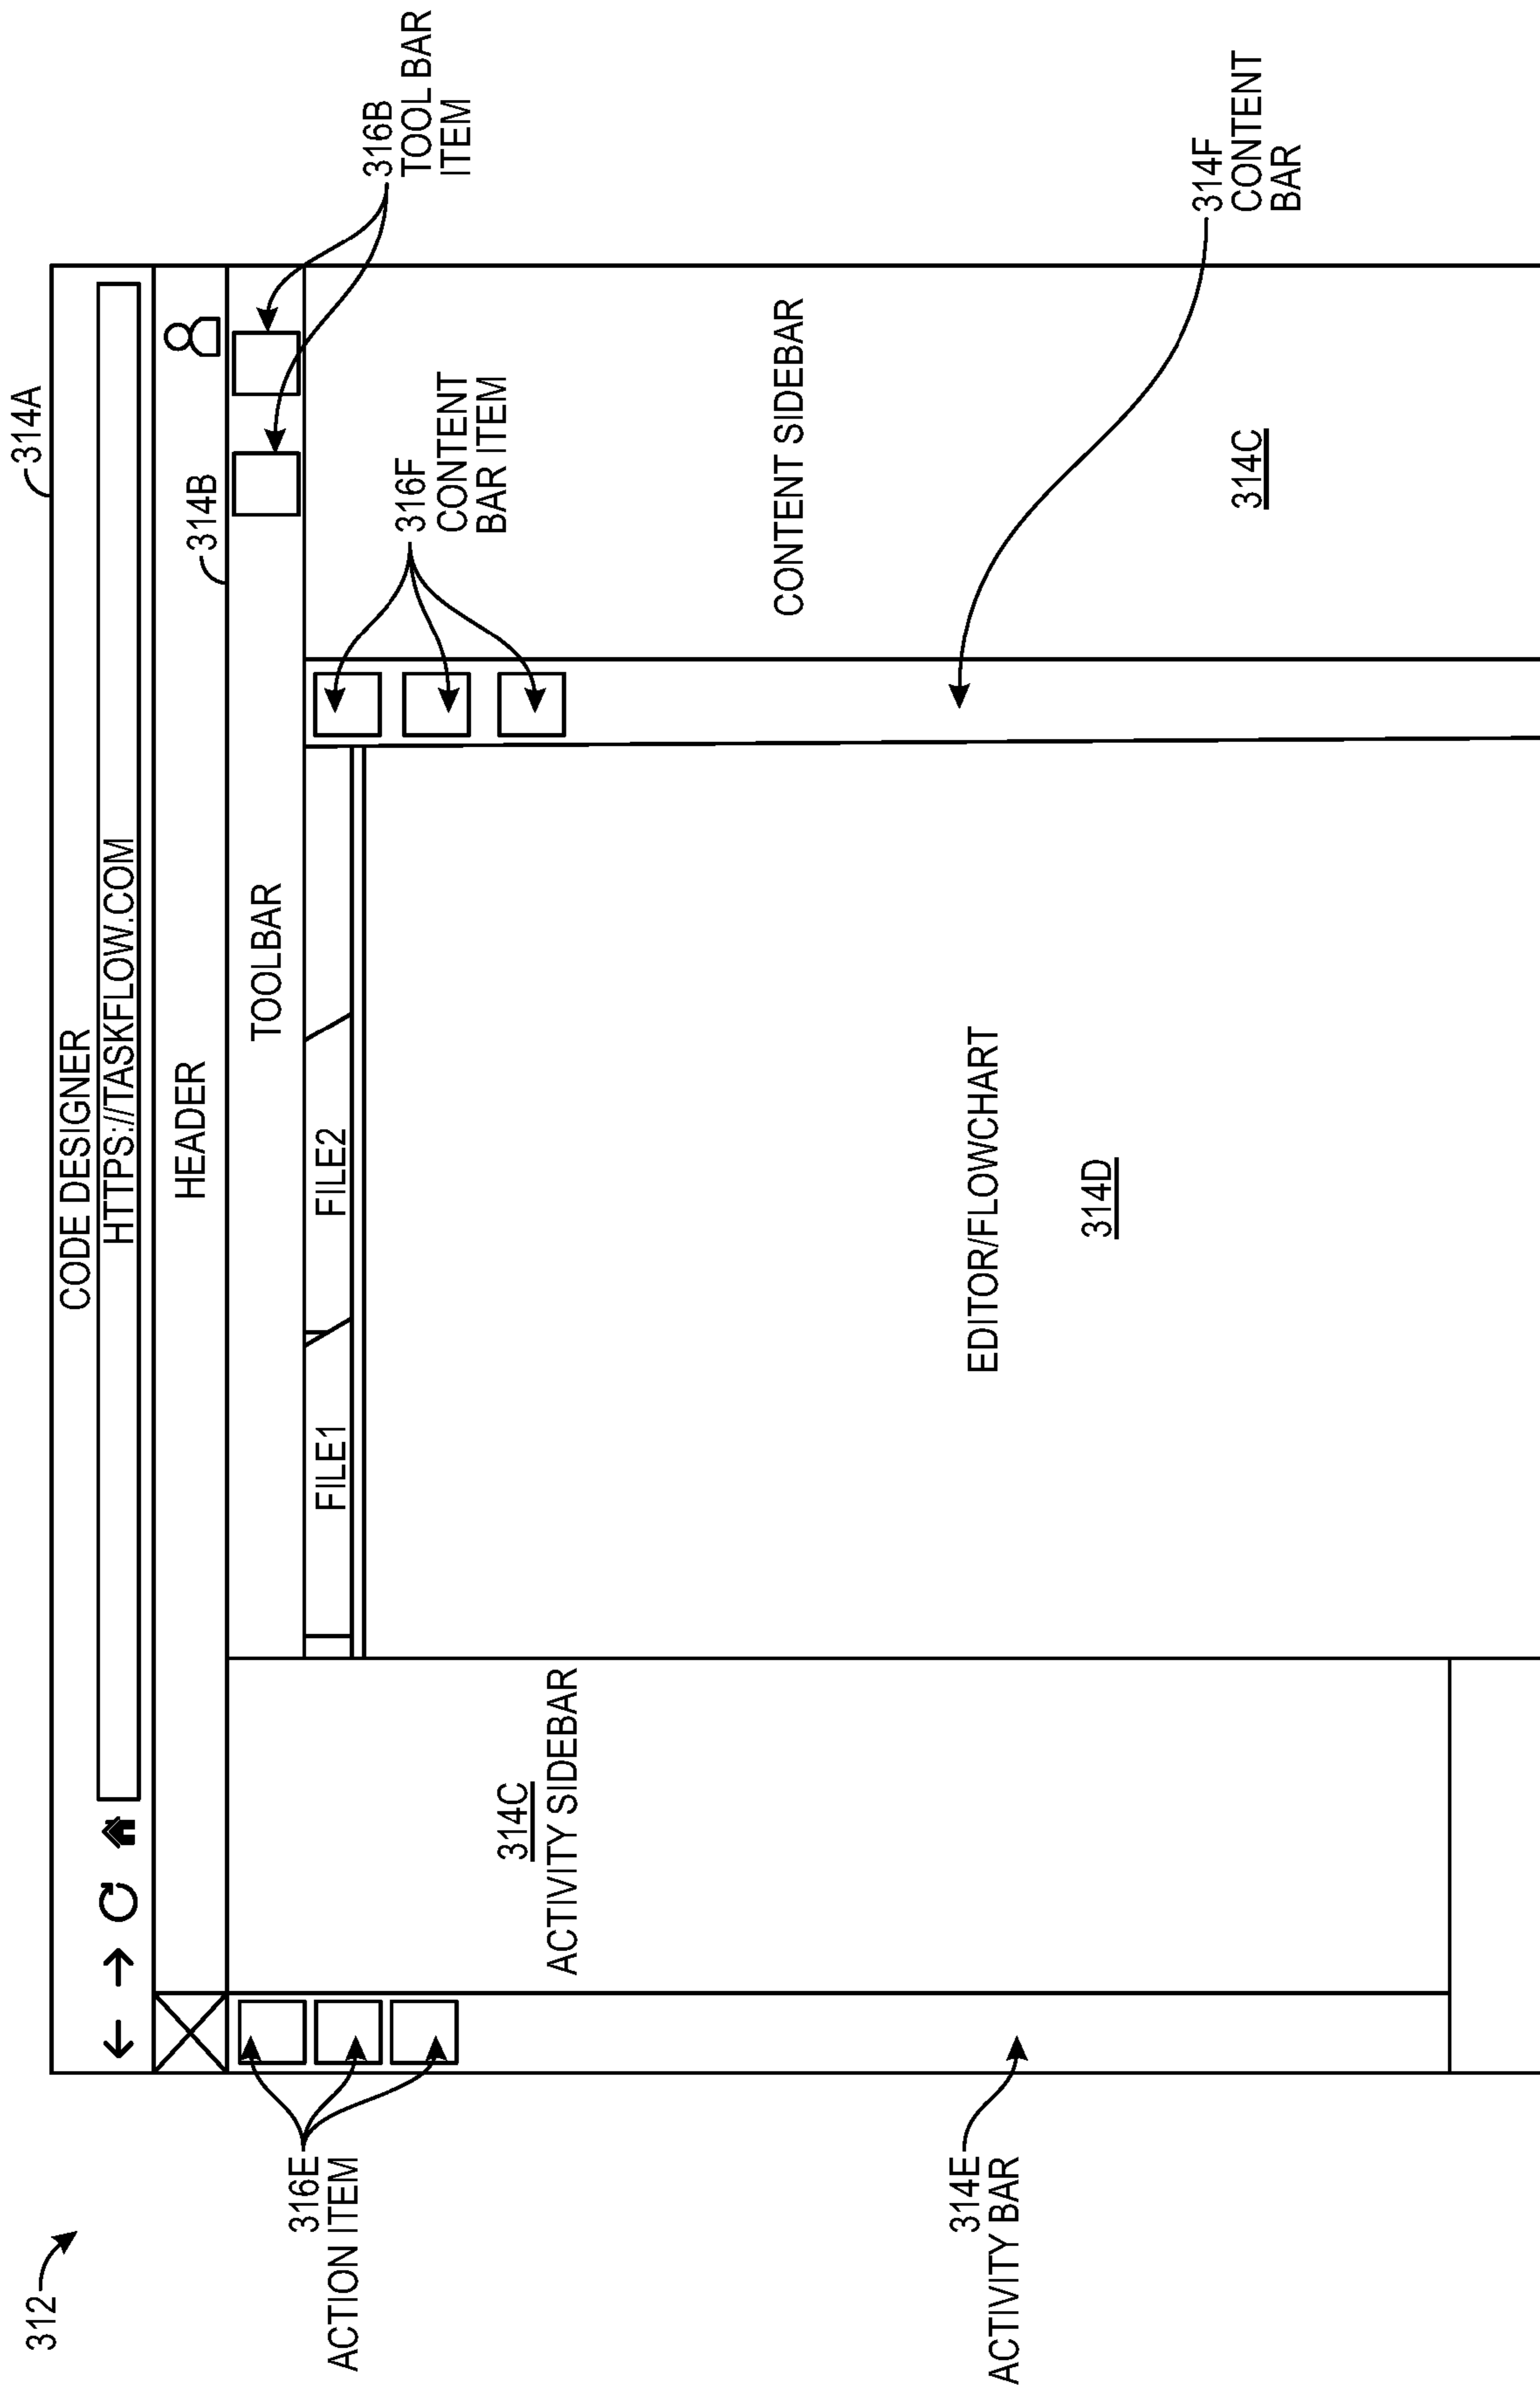 312
314A
CODE DESIGNER
HTTPS://TASKFLOW.COM
HEADER
314B
TOOLBAR
316B
TOOL BAR
ITEM
316E
ACTION ITEM
FILE1
FILE2
316F
CONTENT
BAR ITEM
314C
ACTIVITY SIDEBAR
CONTENT SIDEBAR
EDITOR/FLOWCHART
314D
314E
ACTIVITY BAR
314F
CONTENT
BAR
314C